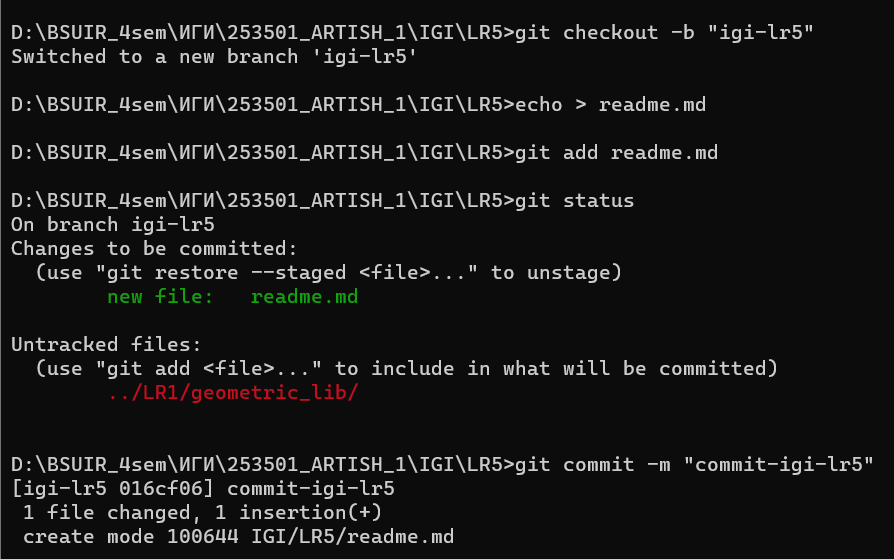 D:\BSUIR_4sem\ИГИ\253501_ARTISH_1\IGI\LR5>git checkout -b "igi-lr5"
Switched to a new branch 'igi-lr5'
D:\BSUIR_4sem\ИГИ\253501_ARTISH_1\IGI\LR5>echo > readme.md
D:\BSUIR_4sem\ИГИ\253501_ARTISH_1\IGI\LR5>git add readme.md
D:\BSUIR_4sem\ИГИ\253501_ARTISH_1\IGI\LR5>git status
On branch igi-lr5
Changes to be committed:
  (use "git restore --staged <file>..." to unstage)
        new file:   readme.md
Untracked files:
  (use "git add <file>..." to include in what will be committed)
        ../LR1/geometric_lib/
D:\BSUIR_4sem\ИГИ\253501_ARTISH_1\IGI\LR5>git commit -m "commit-igi-lr5"
[igi-lr5 016cf06] commit-igi-lr5
 1 file changed, 1 insertion(+)
 create mode 100644 IGI/LR5/readme.md